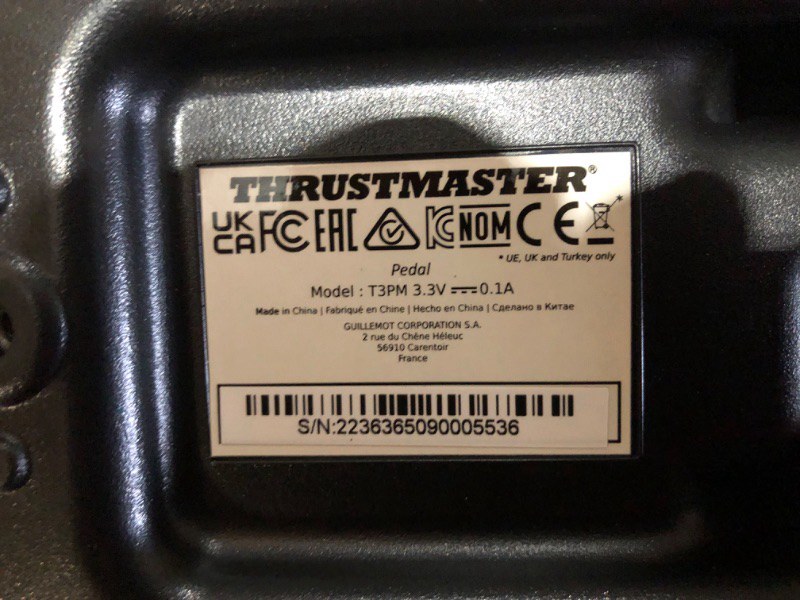 THRUSTMASTER®
UK CA FC EAC KC NOM CE *
* UE, UK and Turkey only
Pedal
Model : T3PM 3.3V ⎓ 0.1A
Made in China | Fabriqué en Chine | Hecho en China | Сделано в Китае
GUILLEMOT CORPORATION S.A.
2 rue du Chêne Héleuc
56910 Carentoir
France
S/N:2236365090005536